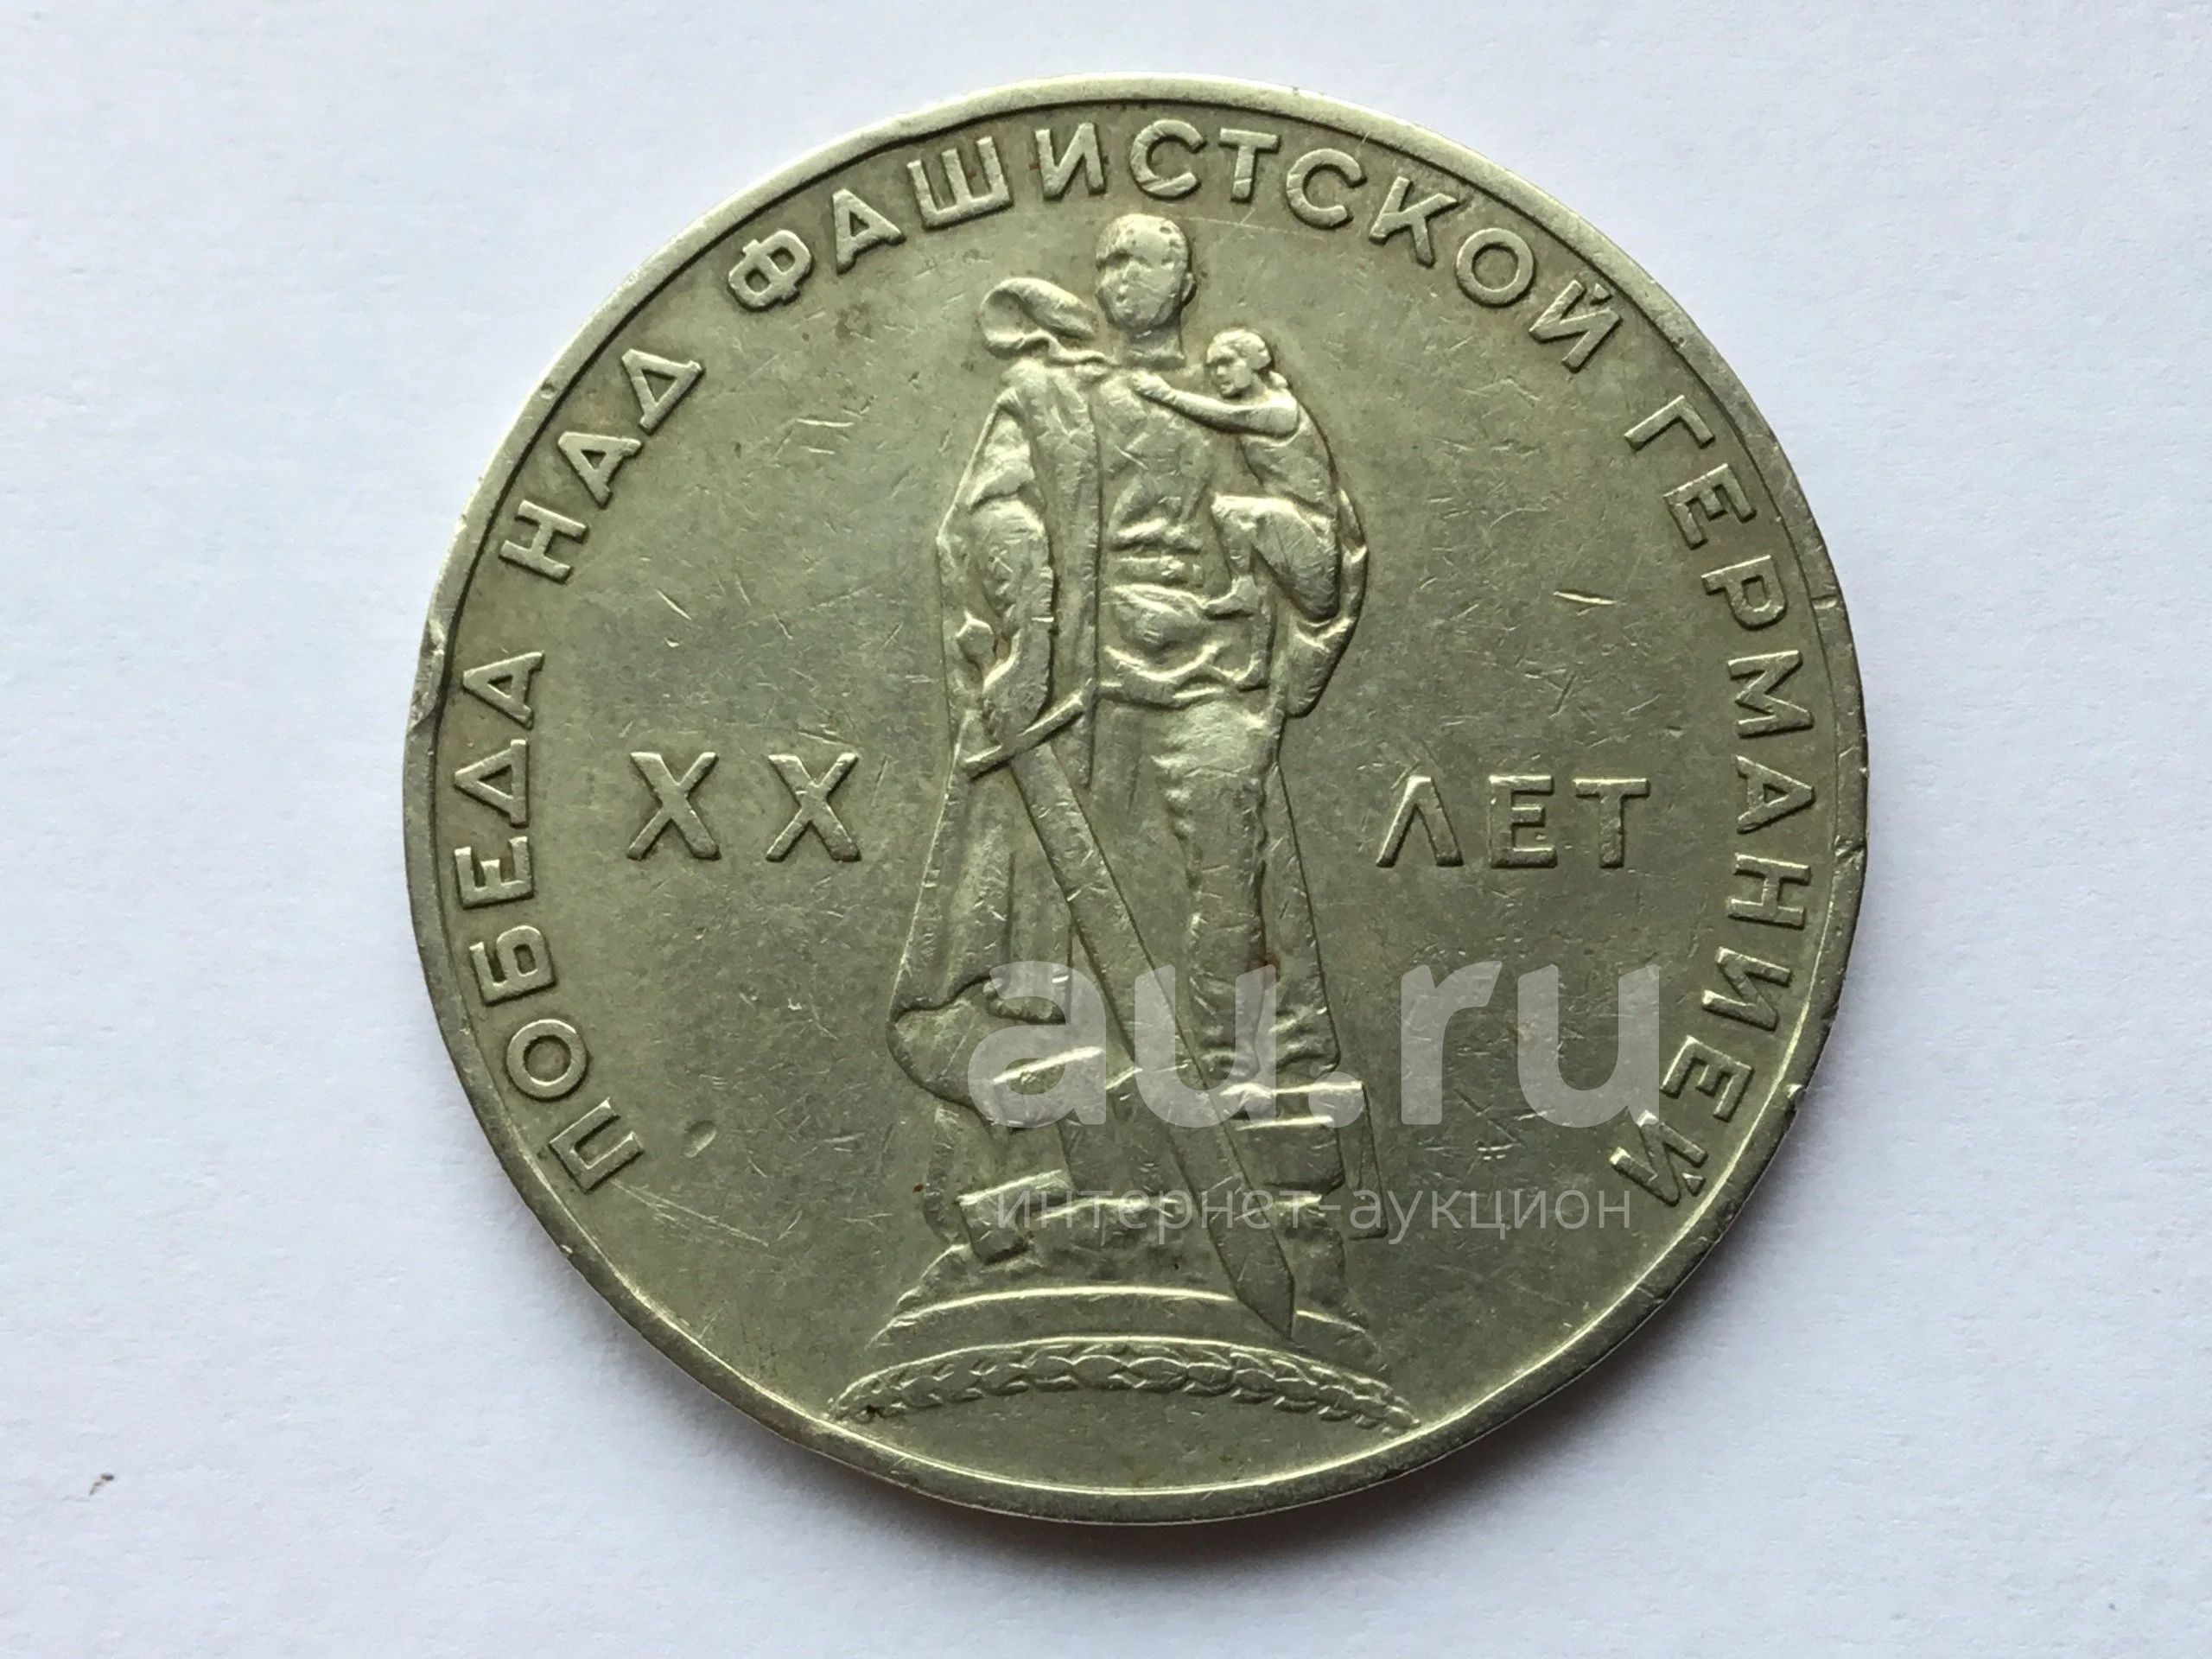 ПОБЕДА НАД ФАШИСТСКОЙ ГЕРМАНИЕЙ
XX ЛЕТ
au.ru
интернет-аукцион